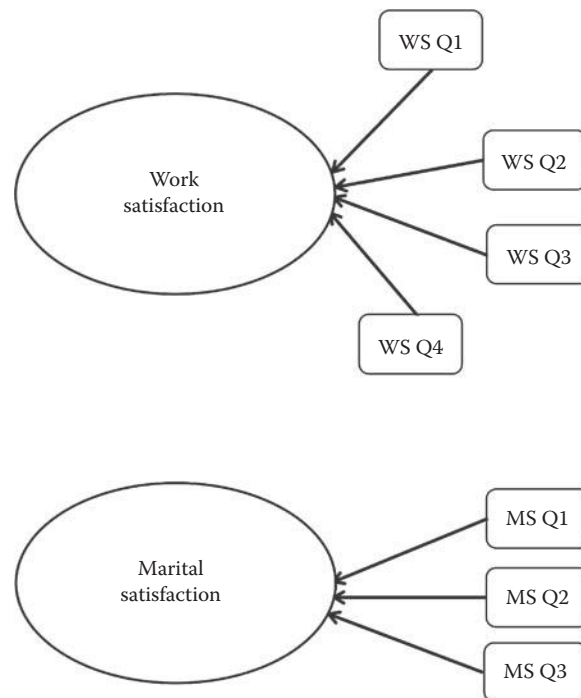 WS Q1
Work
satisfaction
WS Q2
WS Q3
WS Q4
Marital
satisfaction
MS Q1
MS Q2
MS Q3